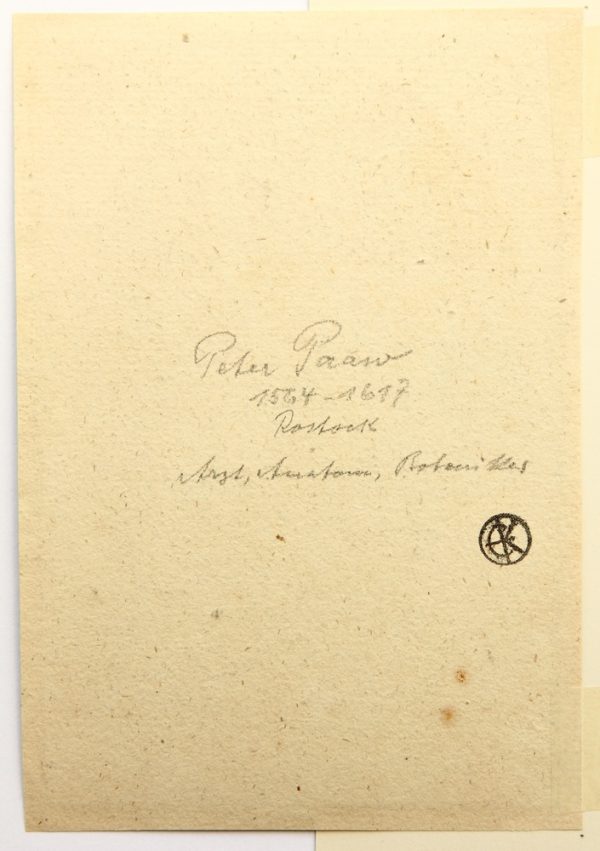 Peter Paaw
1564-1617
Rostock
Arzt, Anatom, Botaniker